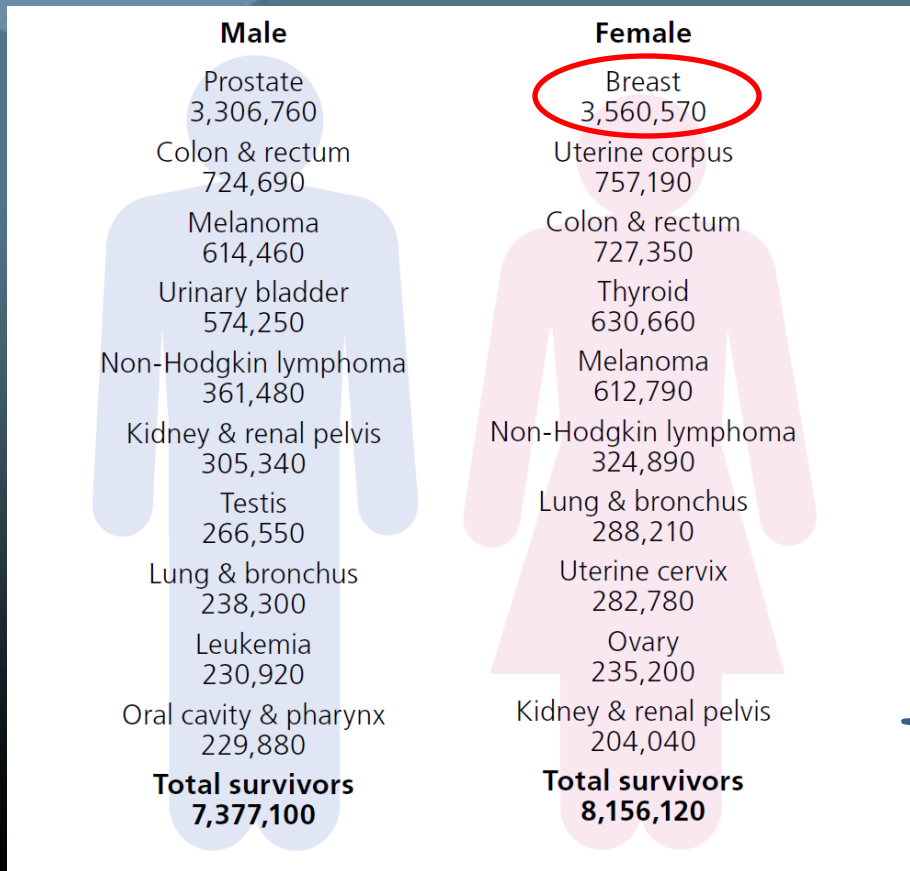 Male
Prostate
3,306,760
Colon & rectum
724,690
Melanoma
614,460
Urinary bladder
574,250
Non-Hodgkin lymphoma
361,480
Kidney & renal pelvis
305,340
Testis
266,550
Lung & bronchus
238,300
Leukemia
230,920
Oral cavity & pharynx
229,880
Total survivors
7,377,100
Female
Breast
3,560,570
Uterine corpus
757,190
Colon & rectum
727,350
Thyroid
630,660
Melanoma
612,790
Non-Hodgkin lymphoma
324,890
Lung & bronchus
288,210
Uterine cervix
282,780
Ovary
235,200
Kidney & renal pelvis
204,040
Total survivors
8,156,120